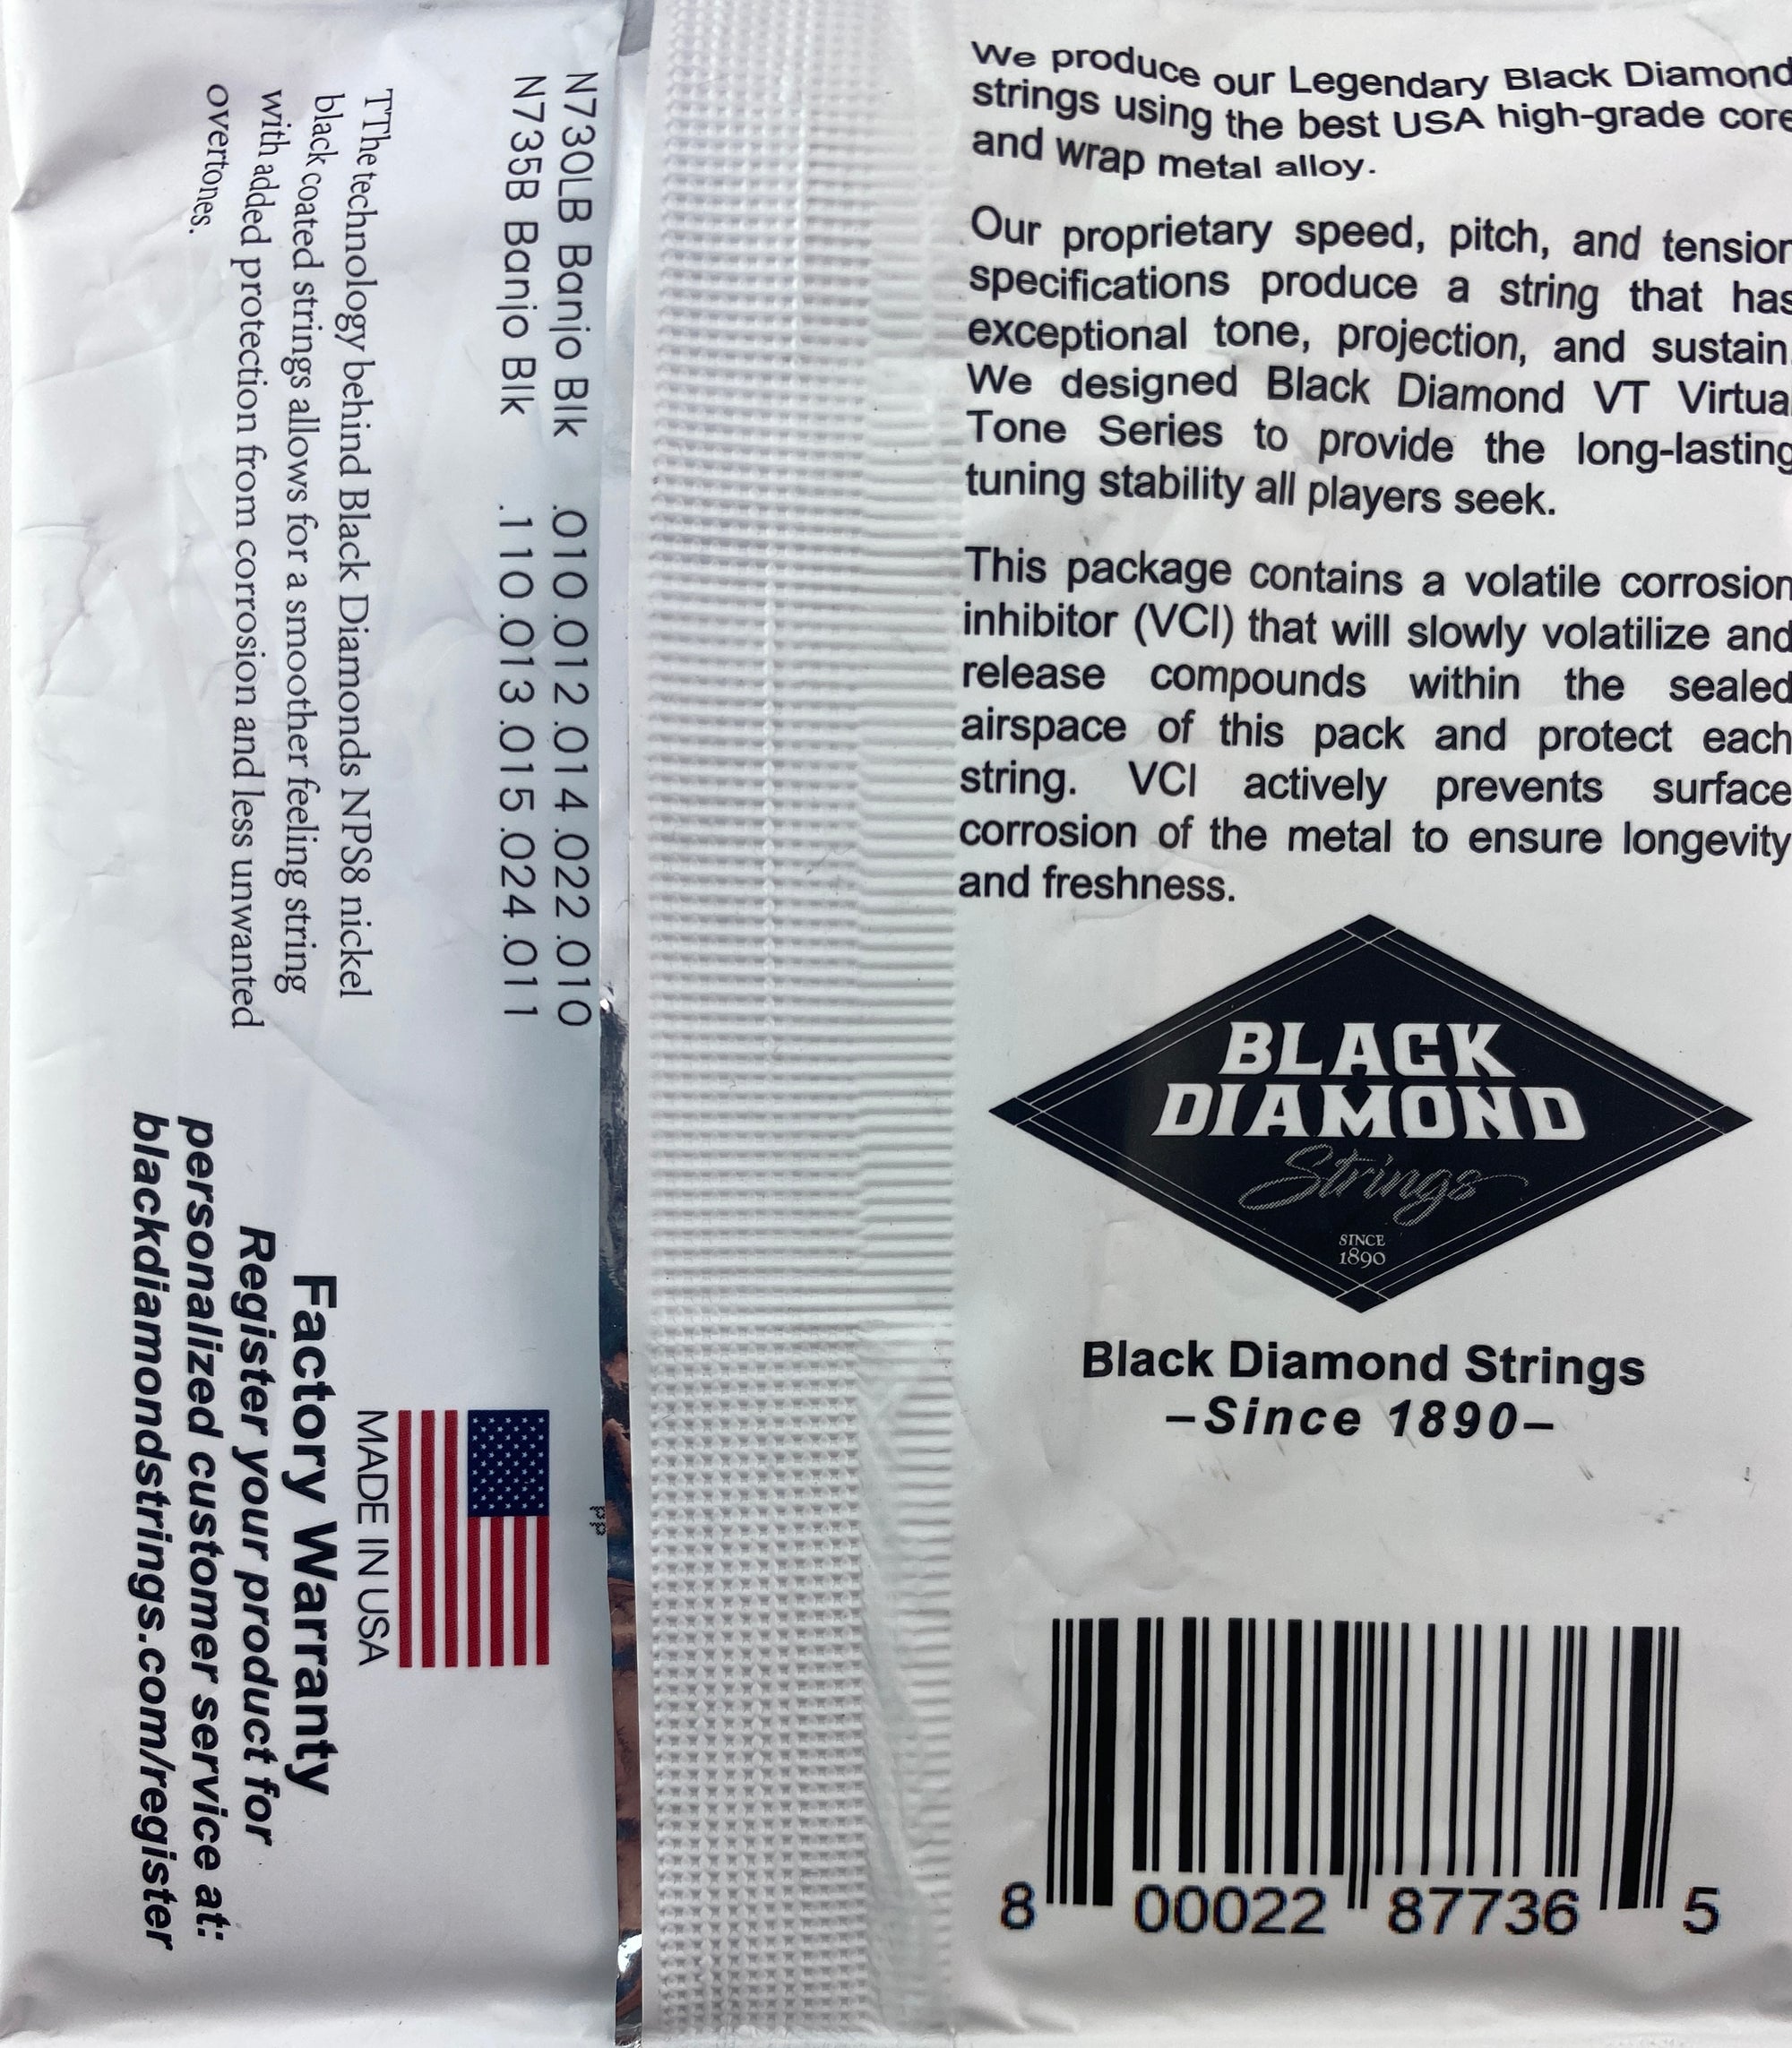 We produce our Legendary Black Diamond
strings using the best USA high-grade core
and wrap metal alloy.
Our proprietary speed, pitch, and tension
specifications produce a string that has
exceptional tone, projection, and sustain.
We designed Black Diamond VT Virtua
Tone Series to provide the long-lasting
tuning stability all players seek.
This package contains a volatile corrosion
inhibitor (VCI) that will slowly volatilize and
release compounds within the sealed
airspace of this pack and protect each
string. VCI actively prevents surface
corrosion of the metal to ensure longevity
and freshness.
BLACK
DIAMOND
Strings
SINCE
1890
Black Diamond Strings
–Since 1890–
8 00022 87736 5
N730LB Banjo Blk .010 .012 .014 .022 .010
N735B Banjo Blk .110 .013 .015 .024 .011
TThe technology behind Black Diamonds NPS8 nickel
black coated strings allows for a smoother feeling string
with added protection from corrosion and less unwanted
overtones.
MADE IN USA
Factory Warranty
Register your product for
personalized customer service at:
blackdiamondstrings.com/register